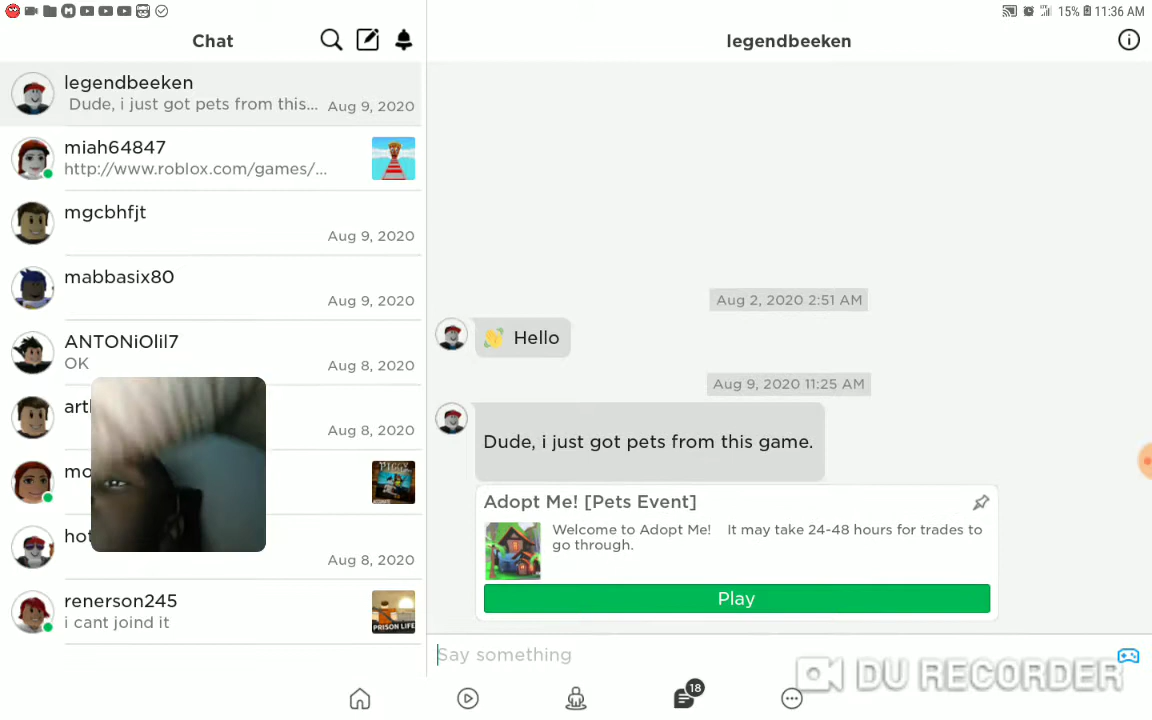 15% 11:36 AM
Chat
legendbeeken
Dude, i just got pets from this...
Aug 9, 2020
miah64847
http://www.roblox.com/games/...
mgcbhfjt
Aug 9, 2020
mabbasix80
Aug 9, 2020
ANTONiOlil7
OK
Aug 8, 2020
Aug 8, 2020
PIGGY
Aug 8, 2020
renerson245
i cant joind it
PRISON LIFE
legendbeeken
Aug 2, 2020 2:51 AM
👋 Hello
Aug 9, 2020 11:25 AM
Dude, i just got pets from this game.
Adopt Me! [Pets Event]
Welcome to Adopt Me! It may take 24-48 hours for trades to
go through.
Play
Say something
18
DU RECORDER